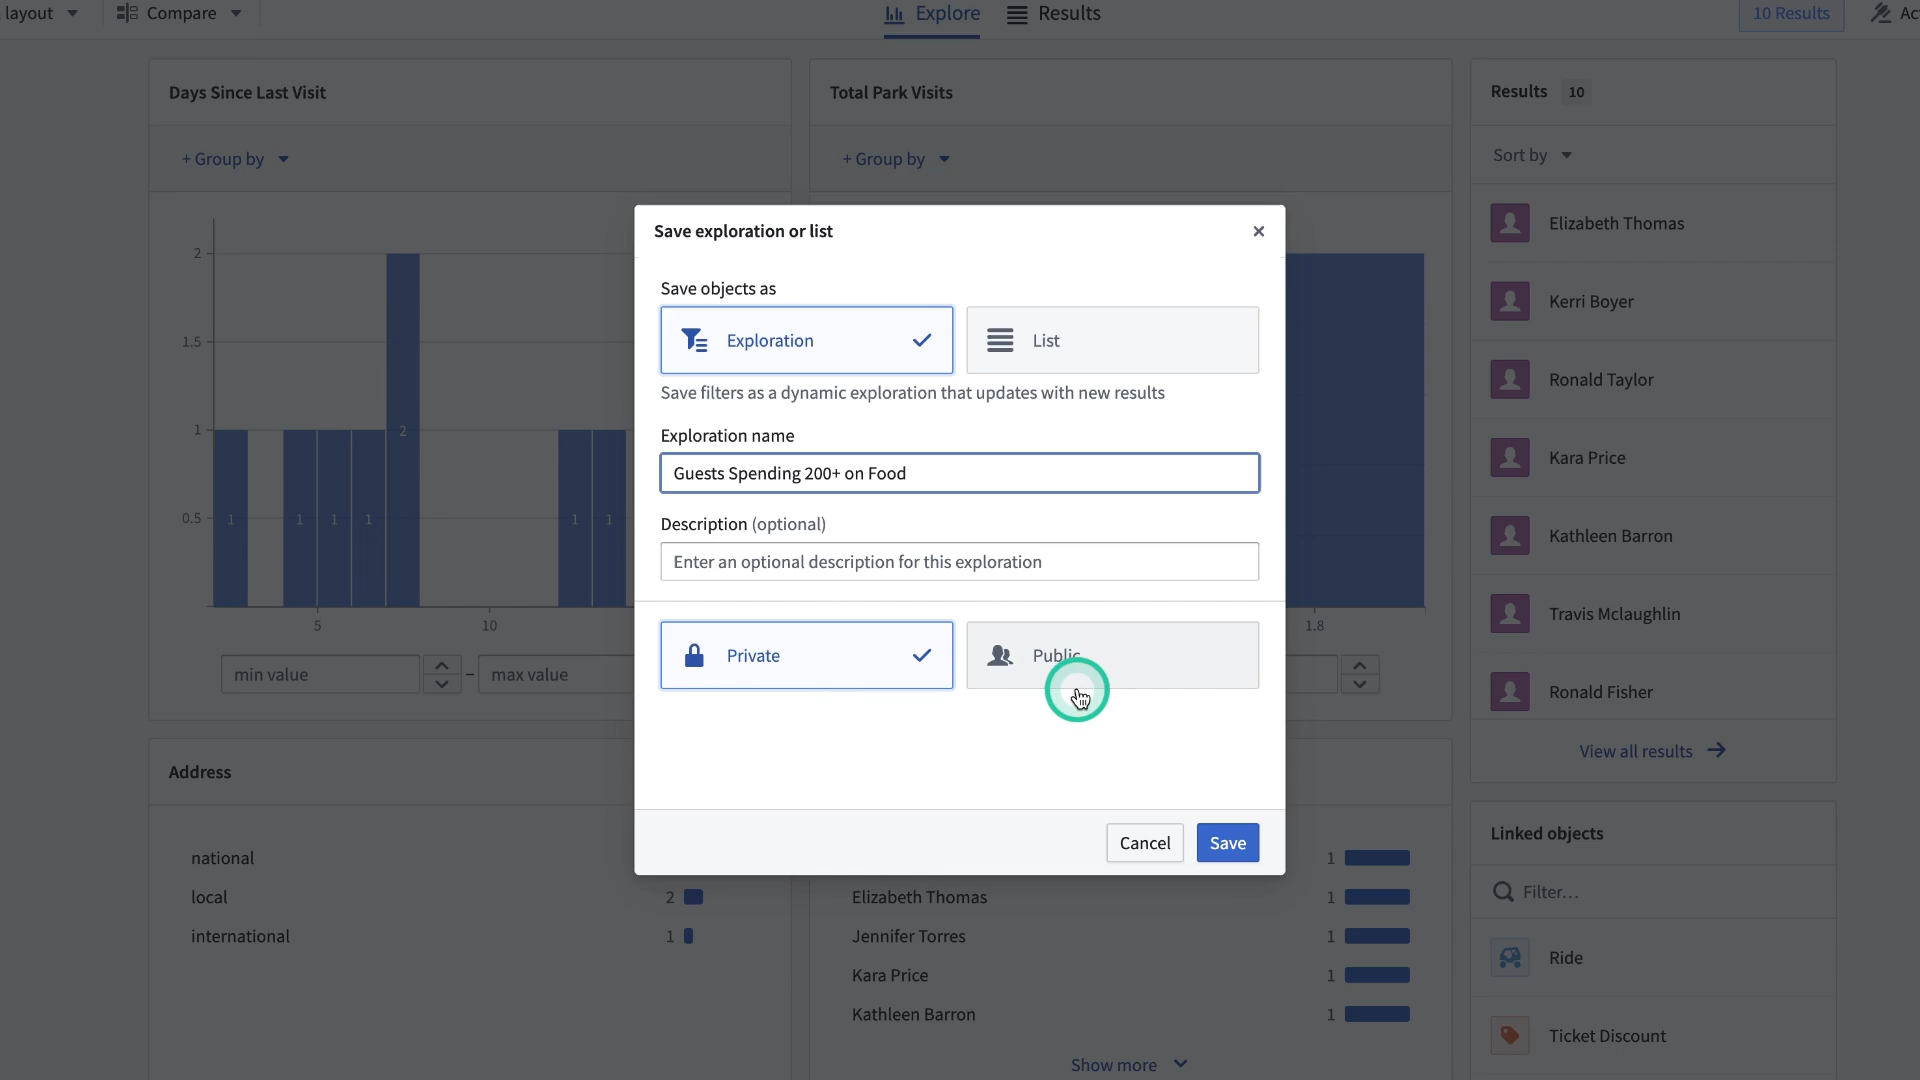 layout
Compare
Explore
Results
10 Results
Days Since Last Visit
Total Park Visits
Results 10
+ Group by
+ Group by
Sort by
Save exploration or list
Save objects as
Exploration
List
Save filters as a dynamic exploration that updates with new results
Exploration name
Guests Spending 200+ on Food
Description (optional)
Enter an optional description for this exploration
Private
Public
Cancel
Save
2
1.5
1
0.5
1
1
1
1
2
1
1
5
10
1.8
min value
–
max value
Elizabeth Thomas
Kerri Boyer
Ronald Taylor
Kara Price
Kathleen Barron
Travis Mclaughlin
Ronald Fisher
View all results
Address
national
local 2
international 1
1
Elizabeth Thomas 1
Jennifer Torres 1
Kara Price 1
Kathleen Barron 1
Show more
Linked objects
Filter...
Ride
Ticket Discount